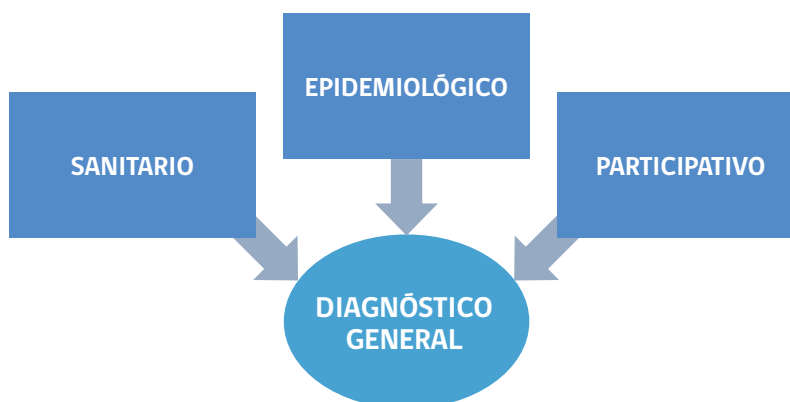 EPIDEMIOLÓGICO
SANITARIO
PARTICIPATIVO
DIAGNÓSTICO
GENERAL